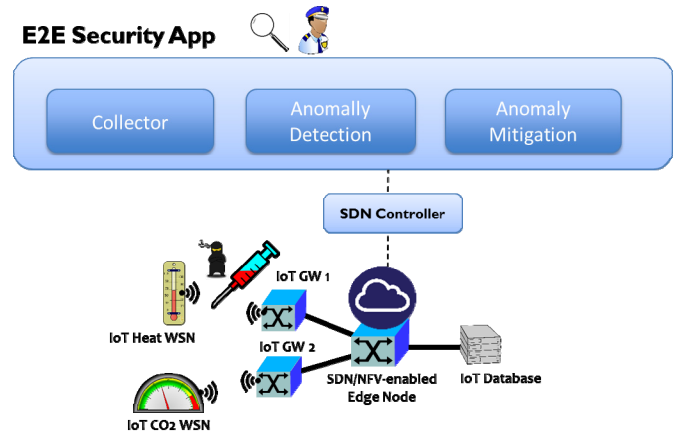 E2E Security App
Collector
Anomally
Detection
Anomaly
Mitigation
SDN Controller
IoT GW 1
IoT Heat WSN
IoT GW 2
SDN/NFV-enabled
Edge Node
IoT Database
IoT CO2 WSN